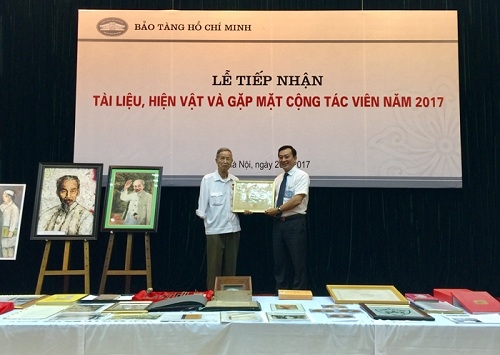 BẢO TÀNG HỒ CHÍ MINH
LỄ TIẾP NHẬN
TÀI LIỆU, HIỆN VẬT VÀ GẶP MẶT CỘNG TÁC VIÊN NĂM 2017
Nội, ngày 2017